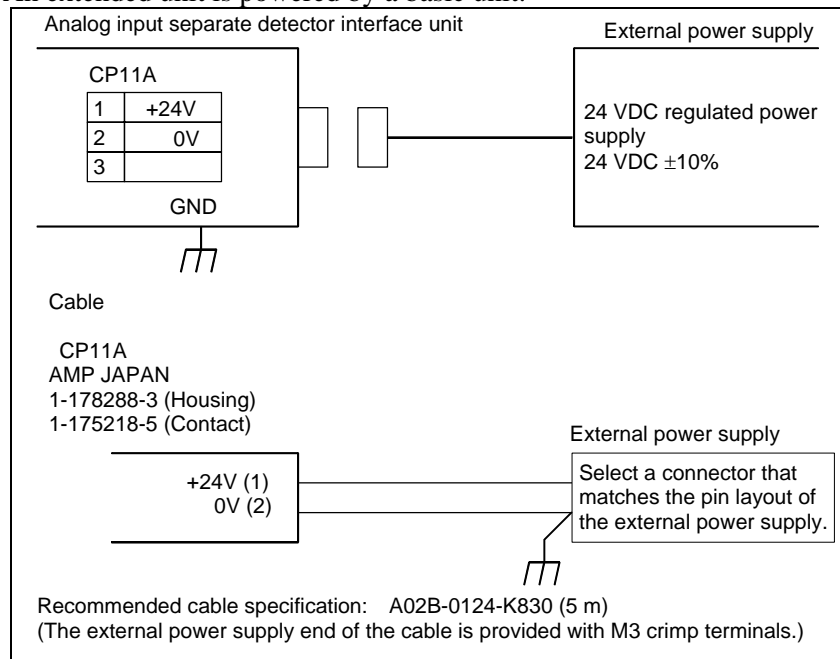 An extended unit is powered by a basic unit.
Analog input separate detector interface unit
External power supply
CP11A
1 +24V
2 0V
3
GND
24 VDC regulated power
supply
24 VDC ±10%
Cable
CP11A
AMP JAPAN
1-178288-3 (Housing)
1-175218-5 (Contact)
External power supply
+24V (1)
0V (2)
Select a connector that
matches the pin layout of
the external power supply.
Recommended cable specification: A02B-0124-K830 (5 m)
(The external power supply end of the cable is provided with M3 crimp terminals.)